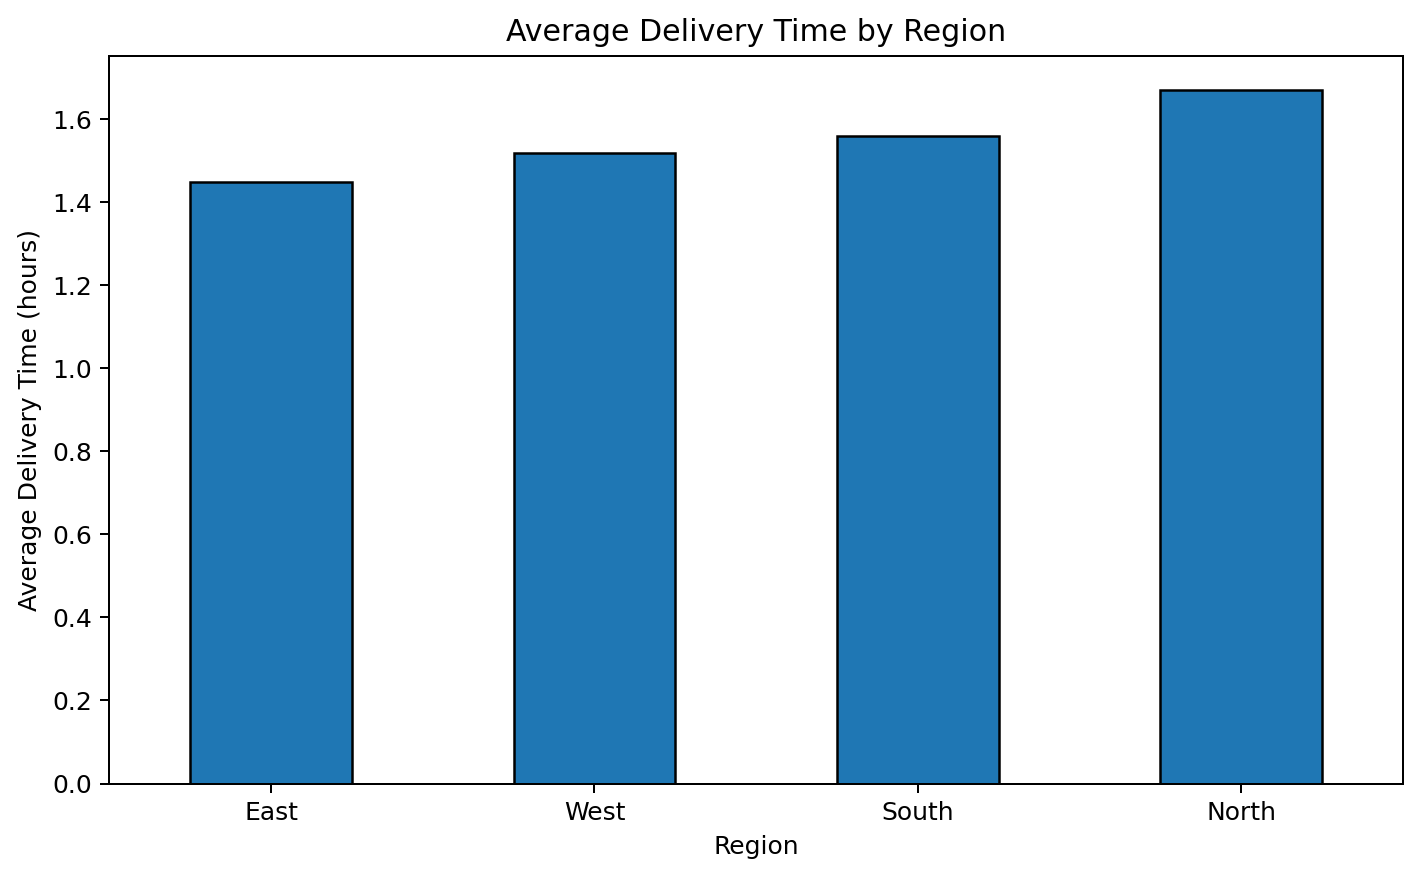 Average Delivery Time by Region
Average Delivery Time (hours)
1.6
1.4
1.2
1.0
0.8
0.6
0.4
0.2
0.0
East West South North
Region